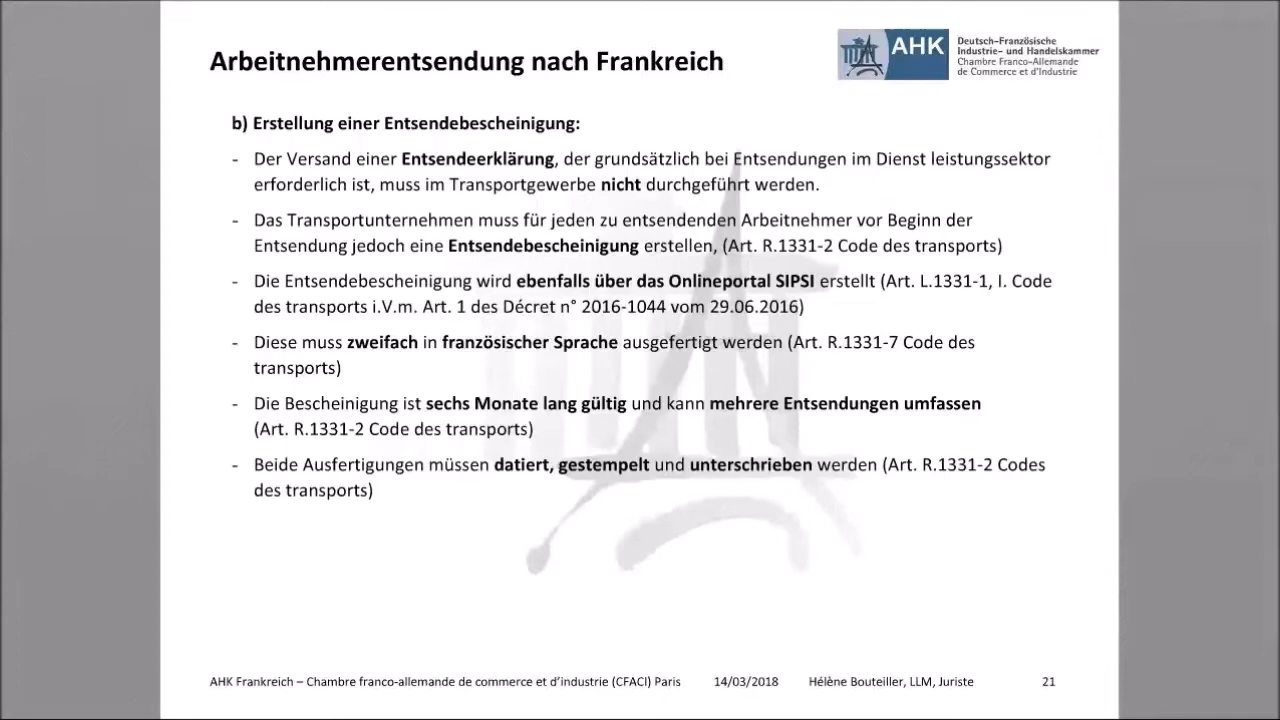 Arbeitnehmerentsendung nach Frankreich
AHK
Deutsch-Französische
Industrie- und Handelskammer
Chambre Franco-Allemande
de Commerce et d'Industrie
b) Erstellung einer Entsendebescheinigung:
- Der Versand einer Entsendeerklärung, der grundsätzlich bei Entsendungen im Dienst leistungssektor
erforderlich ist, muss im Transportgewerbe nicht durchgeführt werden.
- Das Transportunternehmen muss für jeden zu entsendenden Arbeitnehmer vor Beginn der
Entsendung jedoch eine Entsendebescheinigung erstellen, (Art. R.1331-2 Code des transports)
- Die Entsendebescheinigung wird ebenfalls über das Onlineportal SIPSI erstellt (Art. L.1331-1, I. Code
des transports i.V.m. Art. 1 des Décret n° 2016-1044 vom 29.06.2016)
- Diese muss zweifach in französischer Sprache ausgefertigt werden (Art. R.1331-7 Code des
transports)
- Die Bescheinigung ist sechs Monate lang gültig und kann mehrere Entsendungen umfassen
(Art. R.1331-2 Code des transports)
- Beide Ausfertigungen müssen datiert, gestempelt und unterschrieben werden (Art. R.1331-2 Codes
des transports)
AHK Frankreich – Chambre franco-allemande de commerce et d'industrie (CFACI) Paris 14/03/2018 Hélène Bouteiller, LLM, Juriste 21